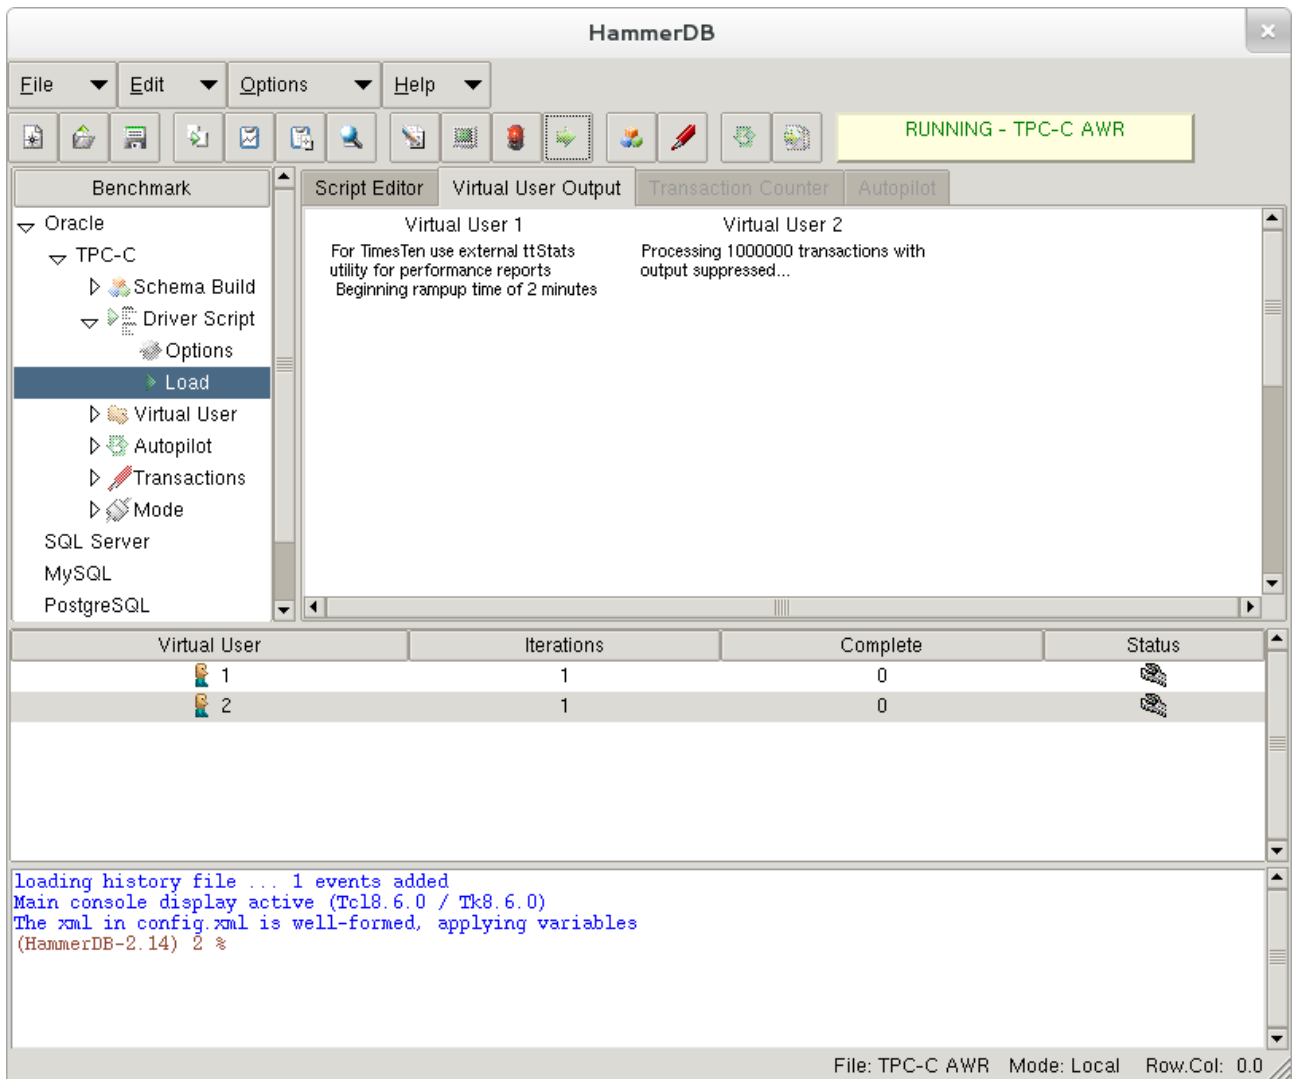 HammerDB
File Edit Options Help
RUNNING - TPC-C AWR
Benchmark
Oracle
TPC-C
Schema Build
Driver Script
Options
Load
Virtual User
Autopilot
Transactions
Mode
SQL Server
MySQL
PostgreSQL
Script Editor Virtual User Output Transaction Counter Autopilot
Virtual User 1
For TimesTen use external ttStats
utility for performance reports
Beginning rampup time of 2 minutes
Virtual User 2
Processing 1000000 transactions with
output suppressed...
Virtual User Iterations Complete Status
1 1 0
2 1 0
loading history file ... 1 events added
Main console display active (Tcl8.6.0 / Tk8.6.0)
The xml in config.xml is well-formed, applying variables
(HammerDB-2.14) 2 %
File: TPC-C AWR Mode: Local Row.Col: 0.0